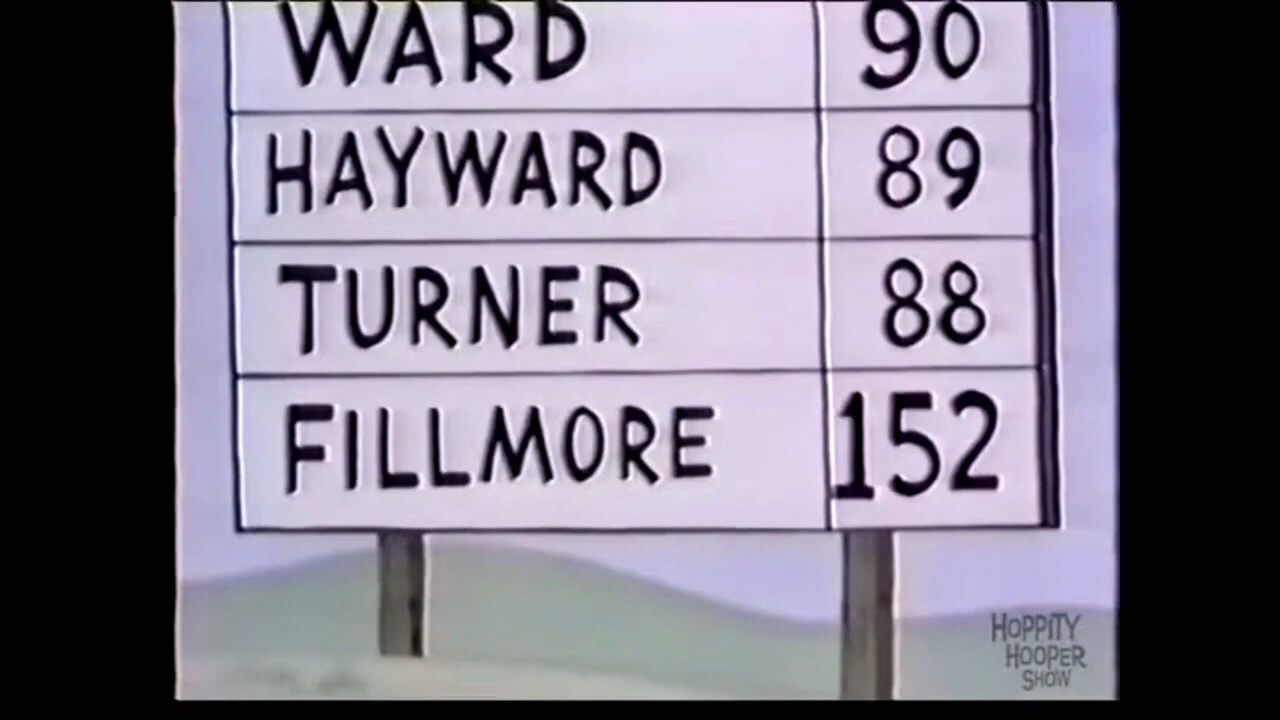 WARD 90
HAYWARD 89
TURNER 88
FILLMORE 152
HOPPITY
HOOPER
SHOW